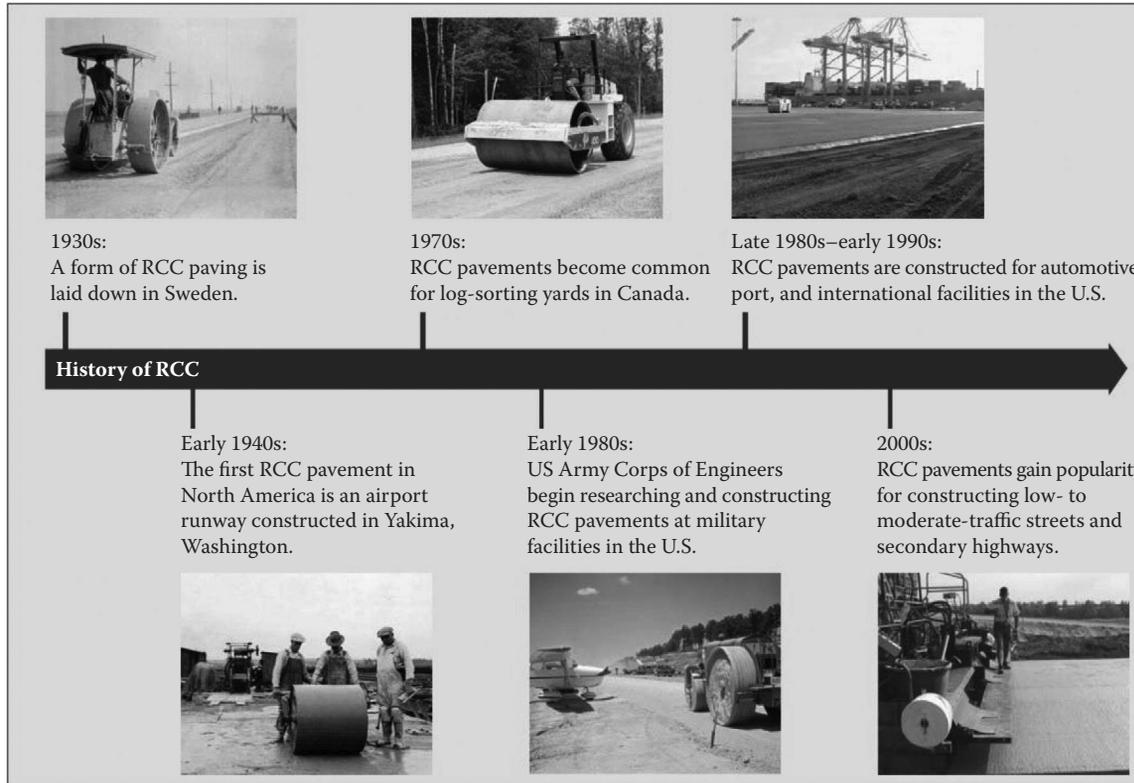 1930s:
A form of RCC paving is
laid down in Sweden.
1970s:
RCC pavements become common
for log-sorting yards in Canada.
Late 1980s–early 1990s:
RCC pavements are constructed for automotive
port, and international facilities in the U.S.
History of RCC
Early 1940s:
The first RCC pavement in
North America is an airport
runway constructed in Yakima,
Washington.
Early 1980s:
US Army Corps of Engineers
begin researching and constructing
RCC pavements at military
facilities in the U.S.
2000s:
RCC pavements gain popularit
for constructing low- to
moderate-traffic streets and
secondary highways.